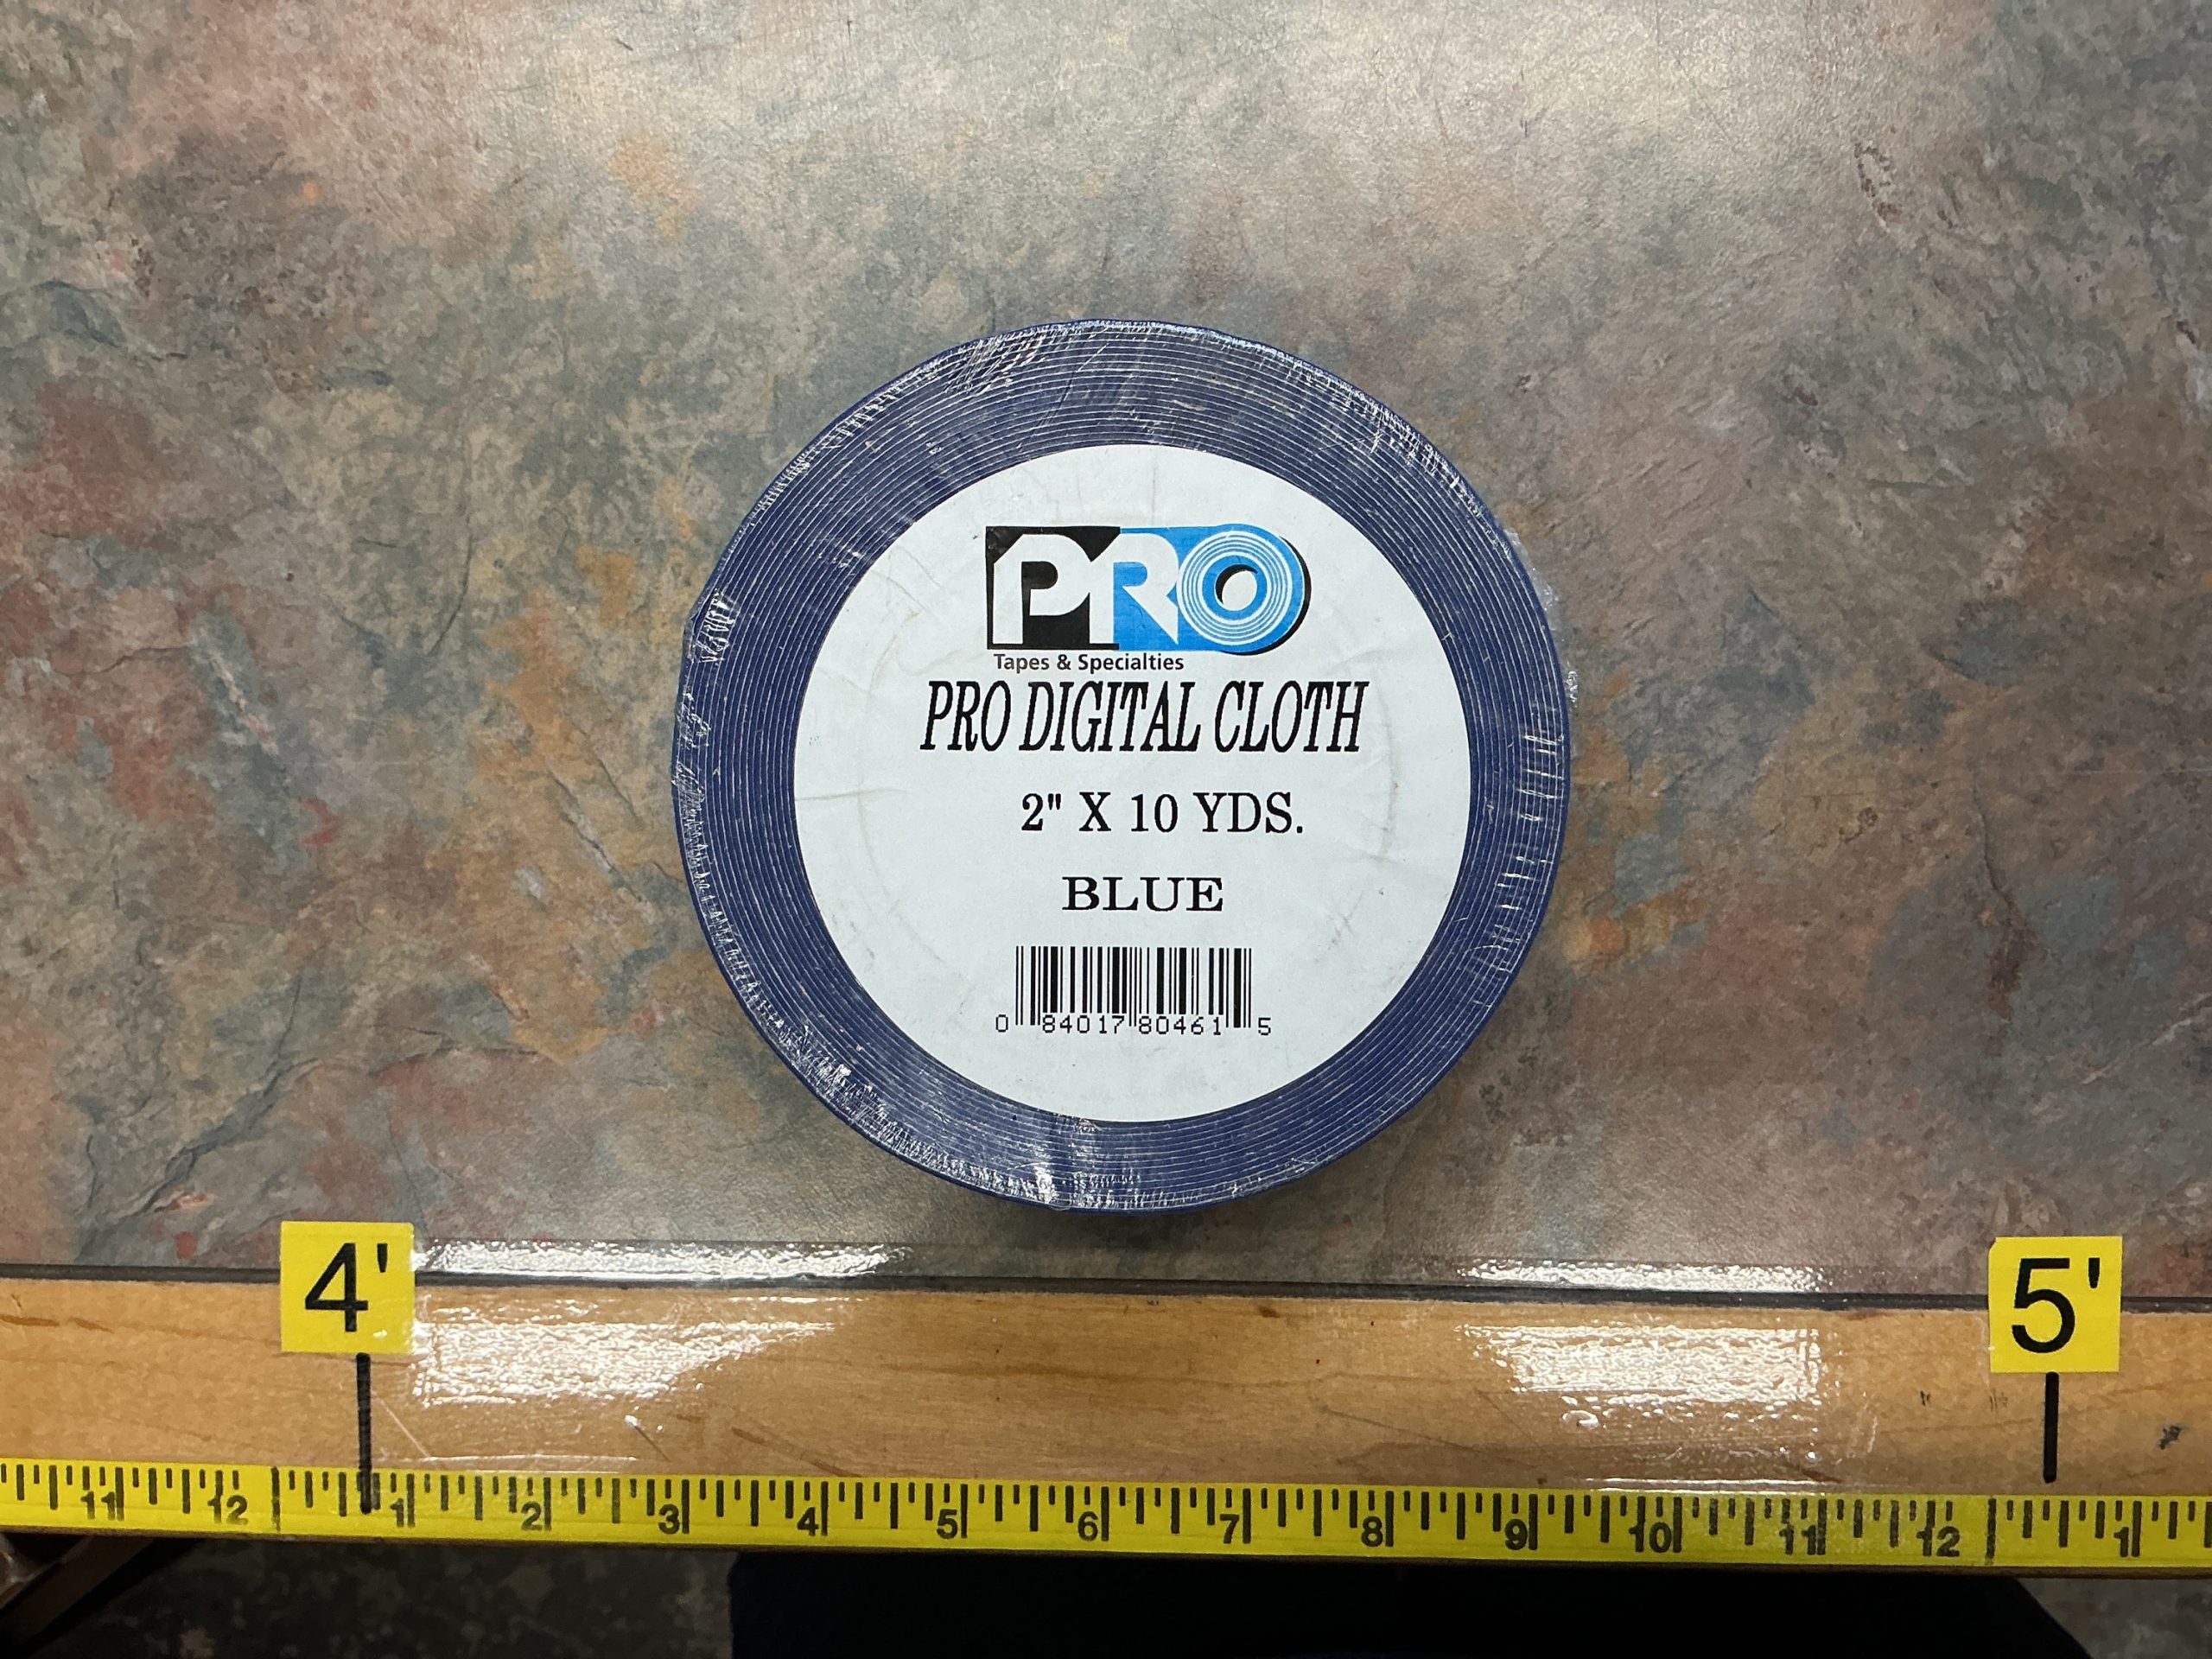 PRO
Tapes & Specialties
PRO DIGITAL CLOTH
2" X 10 YDS.
BLUE
0 84017 80461 5
4' 5'
11 12 1 2 3 4 5 6 7 8 9 10 11 12 1